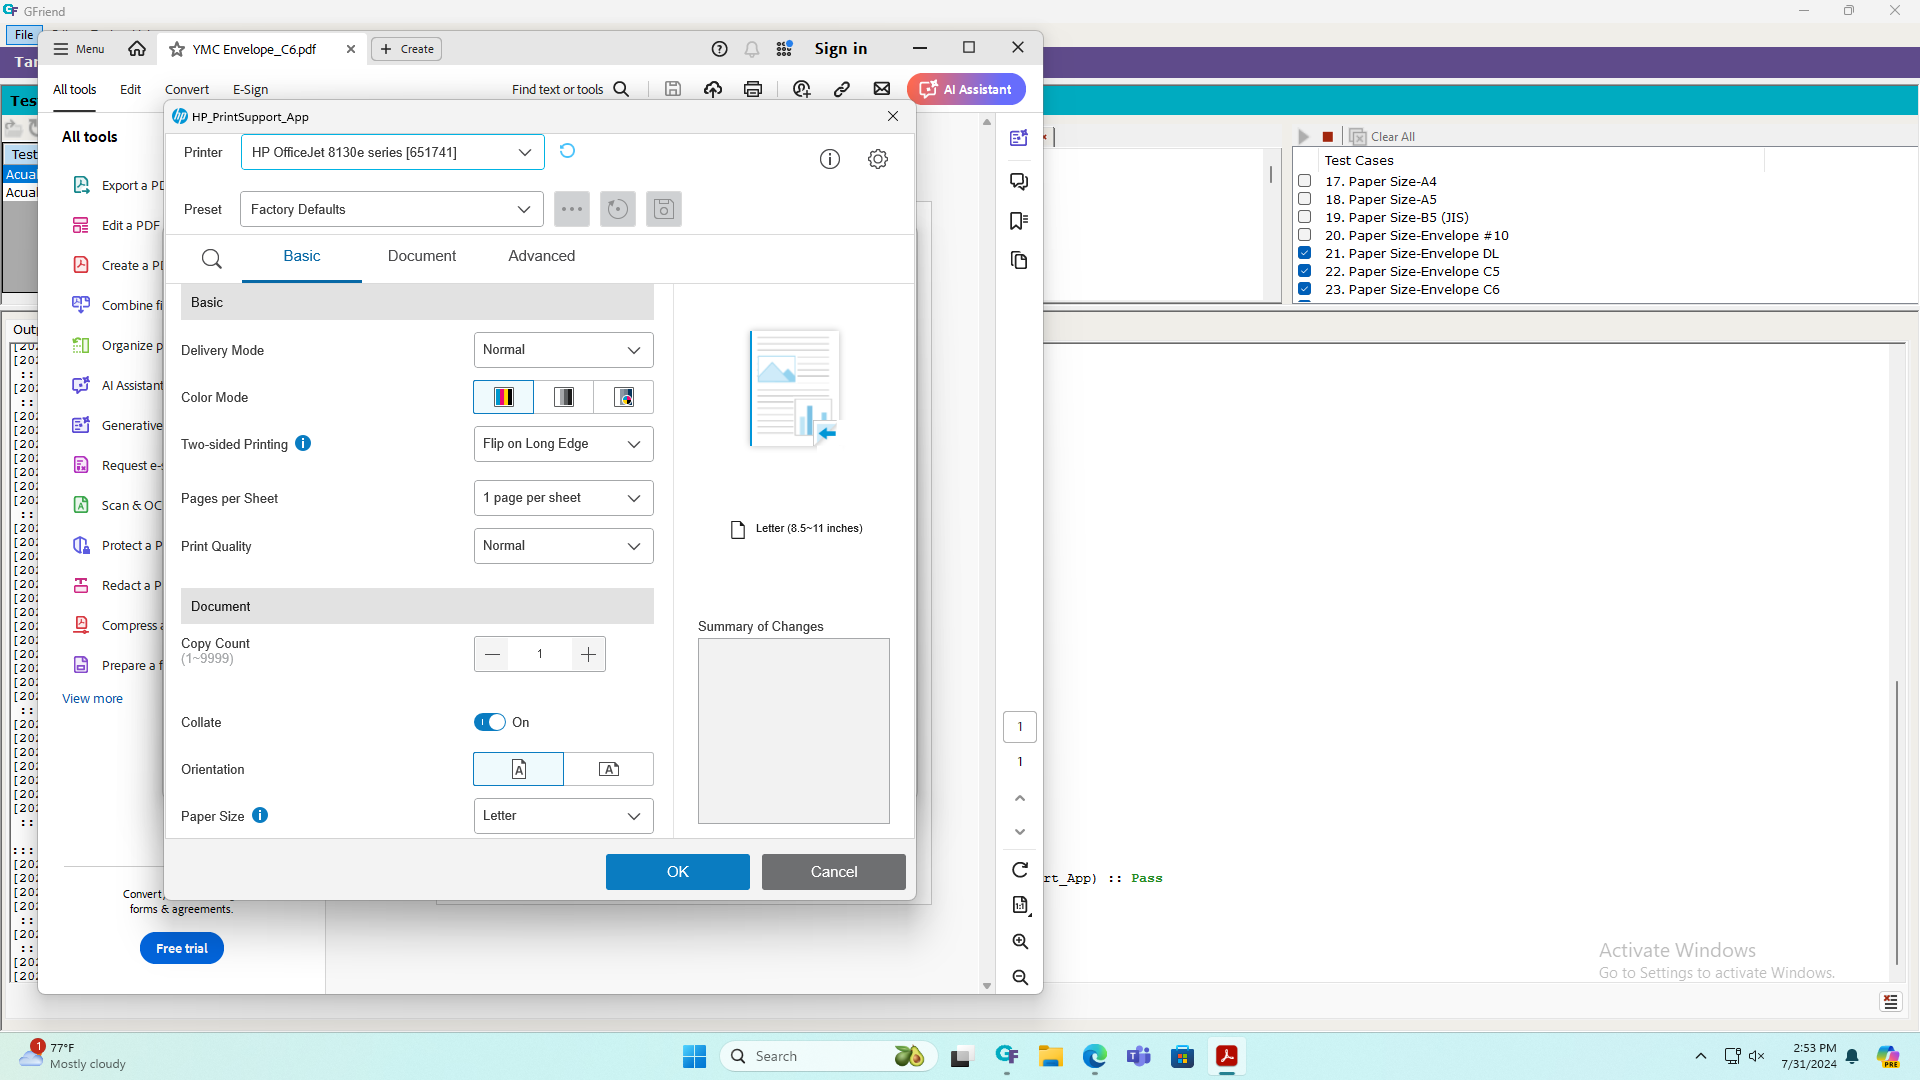 GFriend
File
Menu
YMC Envelope_C6.pdf
Create
Sign in
All tools
Edit
Convert
E-Sign
Find text or tools
AI Assistant
HP_PrintSupport_App
All tools
Export a PD
Edit a PDF
Create a PD
Combine fi
Organize p
AI Assistant
Generative
Request e-s
Scan & OC
Protect a P
Redact a P
Compress a
Prepare a f
View more
Convert,
forms & agreements.
Free trial
Printer
HP OfficeJet 8130e series [651741]
Preset
Factory Defaults
Basic
Document
Advanced
Basic
Delivery Mode
Normal
Color Mode
Two-sided Printing
Flip on Long Edge
Pages per Sheet
1 page per sheet
Print Quality
Normal
Document
Copy Count
(1~9999)
1
Collate
On
Orientation
Paper Size
Letter
Letter (8.5~11 inches)
Summary of Changes
OK
Cancel
1
1
Clear All
Test Cases
17. Paper Size-A4
18. Paper Size-A5
19. Paper Size-B5 (JIS)
20. Paper Size-Envelope #10
21. Paper Size-Envelope DL
22. Paper Size-Envelope C5
23. Paper Size-Envelope C6
Tar
Tes
Test
Acual
Acual
Outp
rt_App) :: Pass
Activate Windows
Go to Settings to activate Windows.
1
77°F
Mostly cloudy
Search
2:53 PM
7/31/2024
PRE